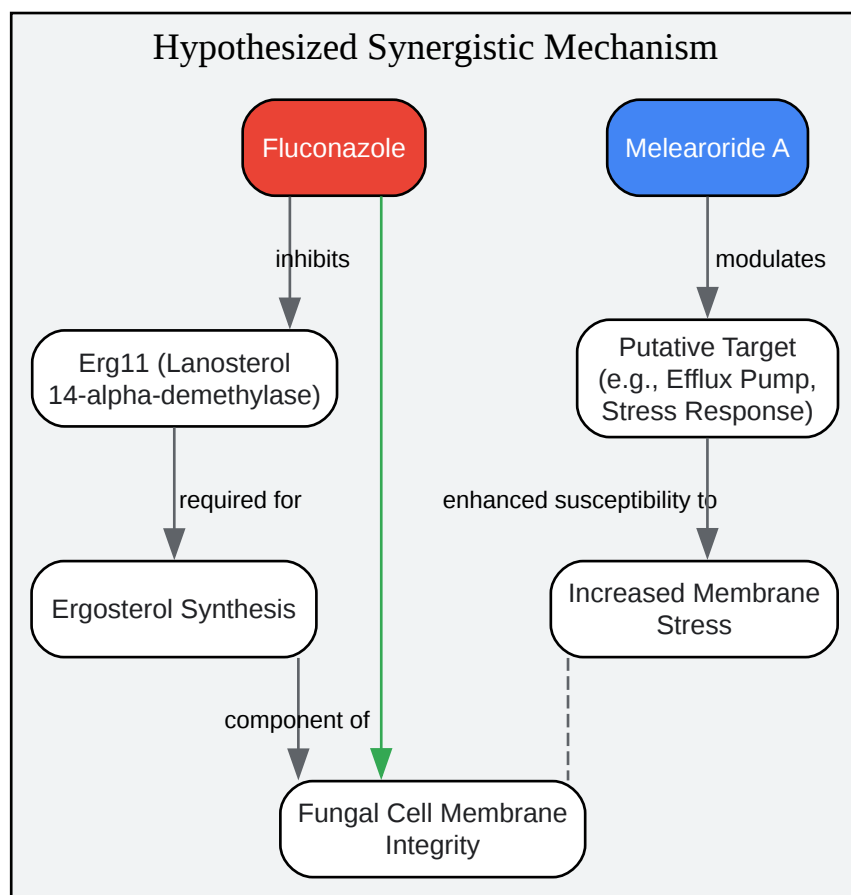 Hypothesized Synergistic Mechanism
Fluconazole
Melearoride A
inhibits
modulates
Erg11 (Lanosterol
14-alpha-demethylase)
Putative Target
(e.g., Efflux Pump,
Stress Response)
required for
enhanced susceptibility to
Ergosterol Synthesis
Increased Membrane
Stress
component of
Fungal Cell Membrane
Integrity